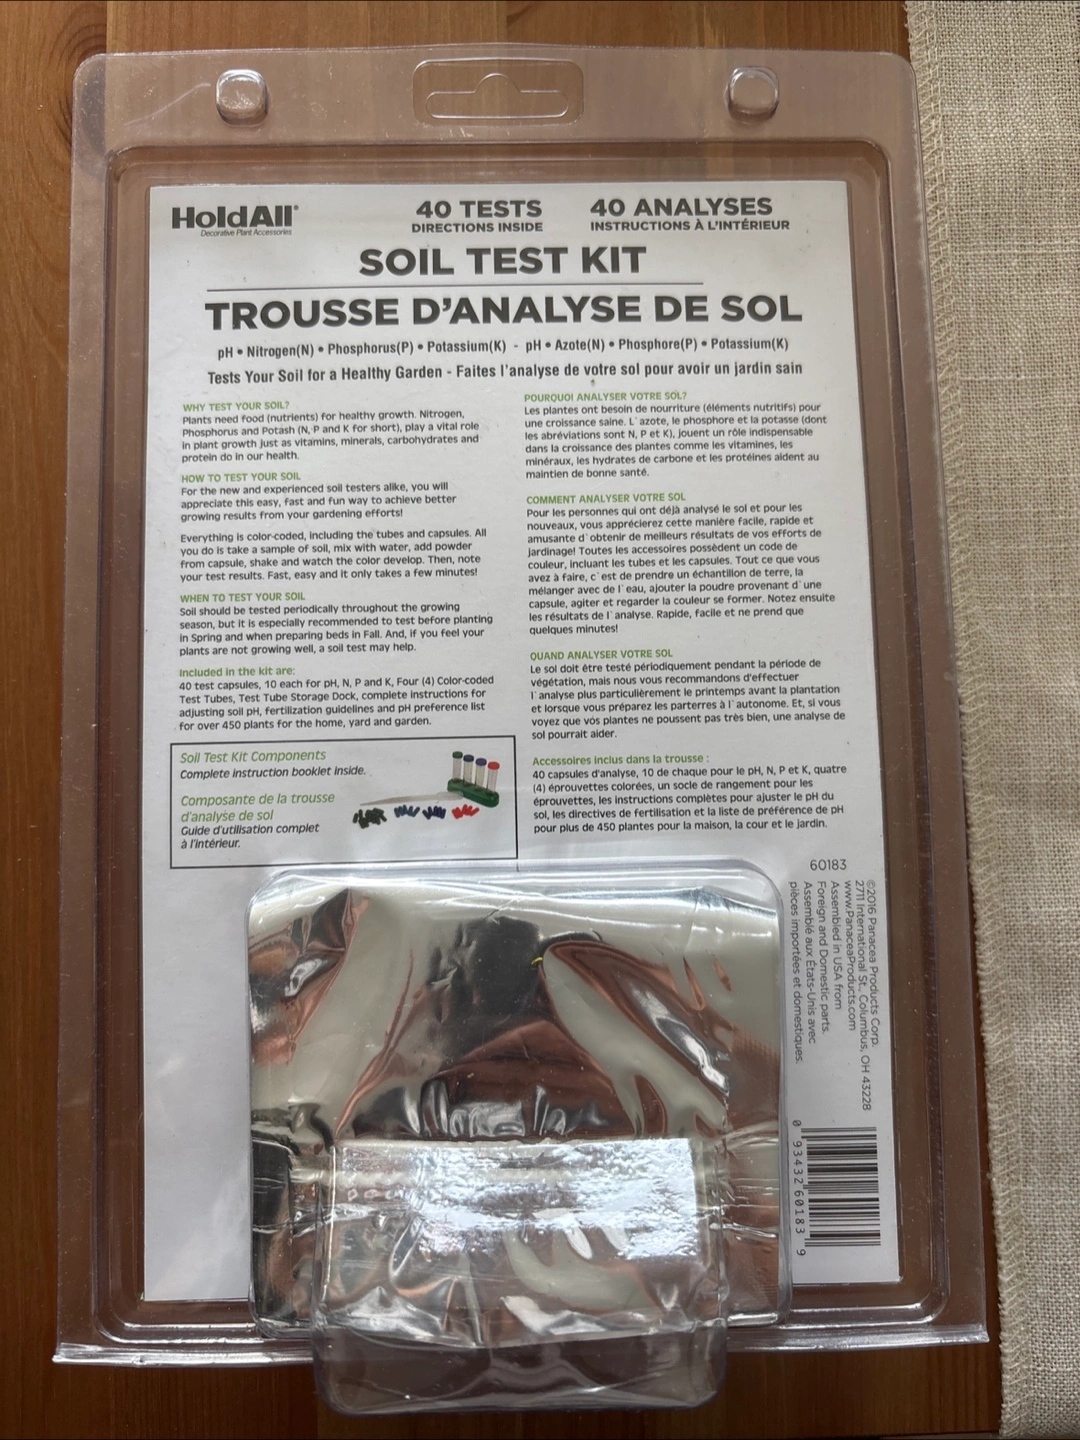 HoldAll®
Decorative Plant Accessories
40 TESTS
DIRECTIONS INSIDE
40 ANALYSES
INSTRUCTIONS À L'INTÉRIEUR
SOIL TEST KIT
TROUSSE D'ANALYSE DE SOL
pH • Nitrogen(N) • Phosphorus(P) • Potassium(K) - pH • Azote(N) • Phosphore(P) • Potassium(K)
Tests Your Soil for a Healthy Garden - Faites l'analyse de votre sol pour avoir un jardin sain
WHY TEST YOUR SOIL?
Plants need food (nutrients) for healthy growth. Nitrogen,
Phosphorus and Potash (N, P and K for short), play a vital role
in plant growth just as vitamins, minerals, carbohydrates and
protein do in our health.
HOW TO TEST YOUR SOIL
For the new and experienced soil testers alike, you will
appreciate this easy, fast and fun way to achieve better
growing results from your gardening efforts!
Everything is color-coded, including the tubes and capsules. All
you do is take a sample of soil, mix with water, add powder
from capsule, shake and watch the color develop. Then, note
your test results. Fast, easy and it only takes a few minutes!
WHEN TO TEST YOUR SOIL
Soil should be tested periodically throughout the growing
season, but it is especially recommended to test before planting
in Spring and when preparing beds in Fall. And, if you feel your
plants are not growing well, a soil test may help.
Included in the kit are:
40 test capsules, 10 each for pH, N, P and K, Four (4) Color-coded
Test Tubes, Test Tube Storage Dock, complete instructions for
adjusting soil pH, fertilization guidelines and pH preference list
for over 450 plants for the home, yard and garden.
Soil Test Kit Components
Complete instruction booklet inside.
Composante de la trousse
d'analyse de sol
Guide d'utilisation complet
à l'intérieur.
POURQUOI ANALYSER VOTRE SOL?
Les plantes ont besoin de nourriture (éléments nutritifs) pour
une croissance saine. L'azote, le phosphore et la potasse (dont
les abréviations sont N, P et K), jouent un rôle indispensable
dans la croissance des plantes comme les vitamines, les
minéraux, les hydrates de carbone et les protéines aident au
maintien de bonne santé.
COMMENT ANALYSER VOTRE SOL
Pour les personnes qui ont déjà analysé le sol et pour les
nouveaux, vous apprécierez cette manière facile, rapide et
amusante d'obtenir de meilleurs résultats de vos efforts de
jardinage! Toutes les accessoires possèdent un code de
couleur, incluant les tubes et les capsules. Tout ce que vous
avez à faire, c'est de prendre un échantillon de terre, la
mélanger avec de l'eau, ajouter la poudre provenant d'une
capsule, agiter et regarder la couleur se former. Notez ensuite
les résultats de l'analyse. Rapide, facile et ne prend que
quelques minutes!
QUAND ANALYSER VOTRE SOL
Le sol doit être testé périodiquement pendant la période de
végétation, mais nous vous recommandons d'effectuer
l'analyse plus particulièrement le printemps avant la plantation
et lorsque vous préparez les parterres à l'autonome. Et, si vous
voyez que vós plantes ne poussent pas très bien, une analyse de
sol pourrait aider.
Accessoires inclus dans la trousse :
40 capsules d'analyse, 10 de chaque pour le pH, N, P et K, quatre
(4) éprouvettes colorées, un socle de rangement pour les
éprouvettes, les instructions complètes pour ajuster le pH du
sol, les directives de fertilisation et la liste de préférence de pH
pour plus de 450 plantes pour la maison, la cour et le jardin.
60183
©2016 Panacea Products Corp.
2711 International St., Columbus, OH 43228
www.PanaceaProducts.com
Assembled in USA from
Foreign and Domestic parts.
Assemblé aux États-Unis avec
pièces importées et domestiques.
0 93432 60183 9